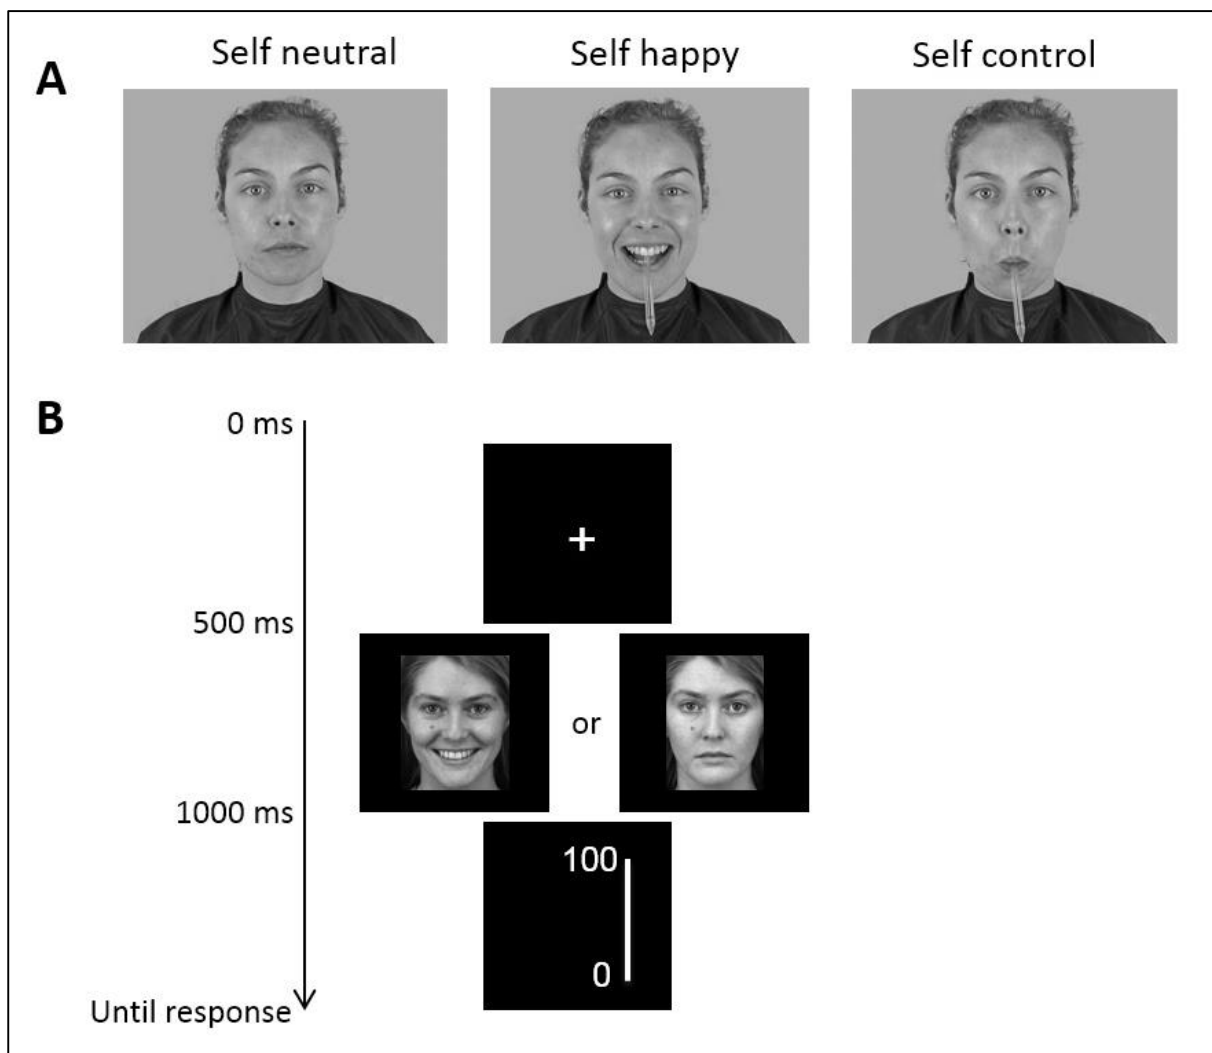 A
Self neutral
Self happy
Self control
B
0 ms
+
500 ms
or
1000 ms
100
0
Until response